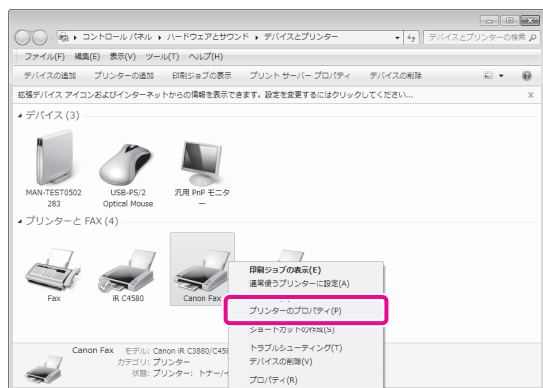 コントロール パネル ▸ ハードウェアとサウンド ▸ デバイスとプリンター
デバイスとプリンターの検索
ファイル(F) 編集(E) 表示(V) ツール(T) ヘルプ(H)
デバイスの追加 プリンターの追加 印刷ジョブの表示 プリント サーバー プロパティ デバイスの削除
拡張デバイス アイコンおよびインターネットからの情報を表示できます。設定を変更するにはクリックしてください...
デバイス (3)
MAN-TEST0502
283
USB-PS/2
Optical Mouse
汎用 PnP モニタ
ー
プリンターと FAX (4)
Fax
iR C4580
Canon Fax
印刷ジョブの表示(E)
通常使うプリンターに設定(A)
プリンターのプロパティ(P)
ショートカットの作成(S)
トラブルシューティング(T)
デバイスの削除(V)
プロパティ(R)
Canon Fax モデル: Canon iR C3880/C458
カテゴリ: プリンター
状態: プリンター: トナー/イ